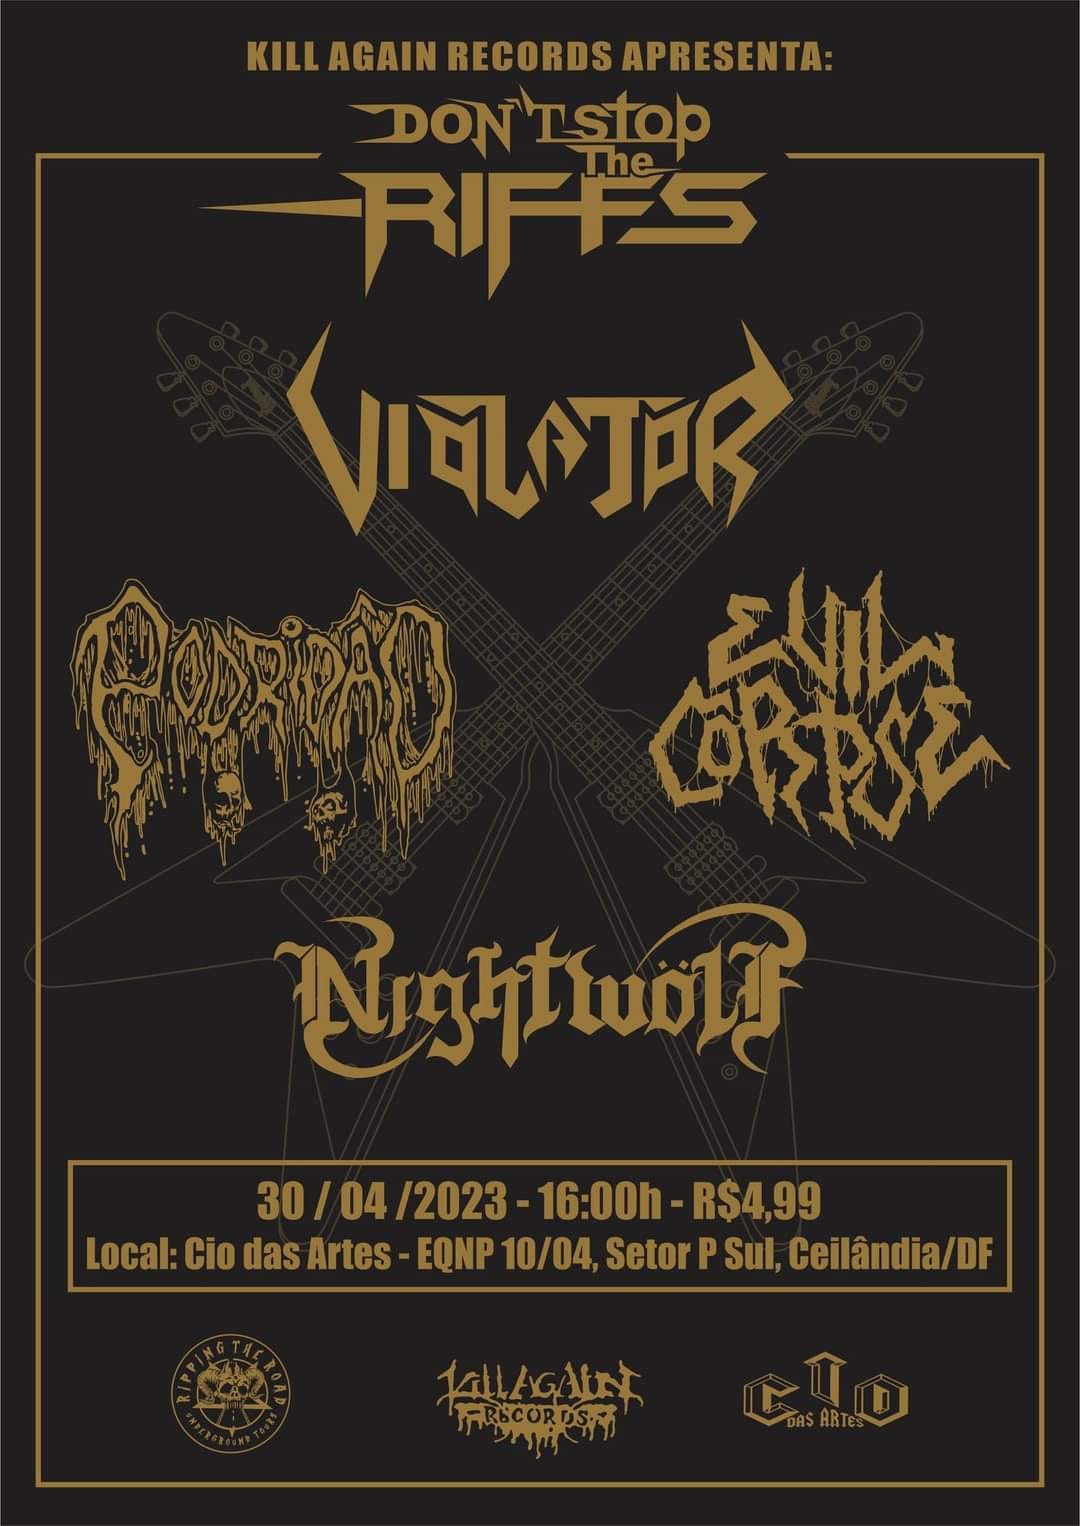 KILL AGAIN RECORDS APRESENTA:
DON'T STOP
The
RIFFS
VIOLATOR
PODRIDÃO
EVIL
CORPSE
Nightwölf
30 / 04 /2023 - 16:00h - R$4,99
Local: Cio das Artes - EQNP 10/04, Setor P Sul, Ceilândia/DF
RIPPING THE ROAD
UNDERGROUND TOURS
KILL AGAIN
RECORDS
CIO
DAS ARTES